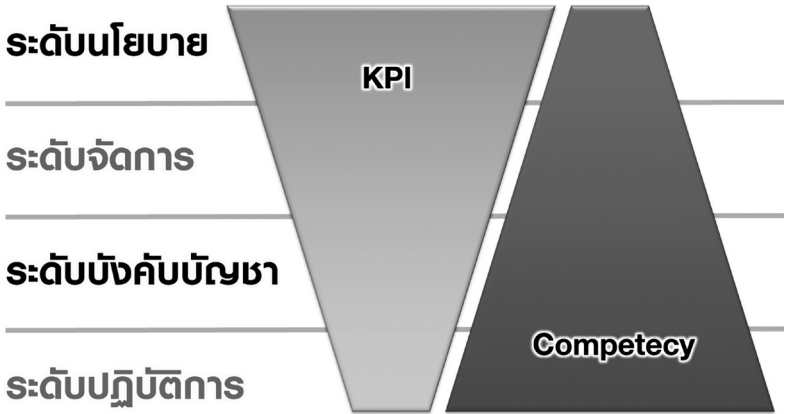 ระดับนโยบาย
KPI
ระดับจัดการ
ระดับบังคับบัญชา
Competecy
ระดับปฏิบัติการ